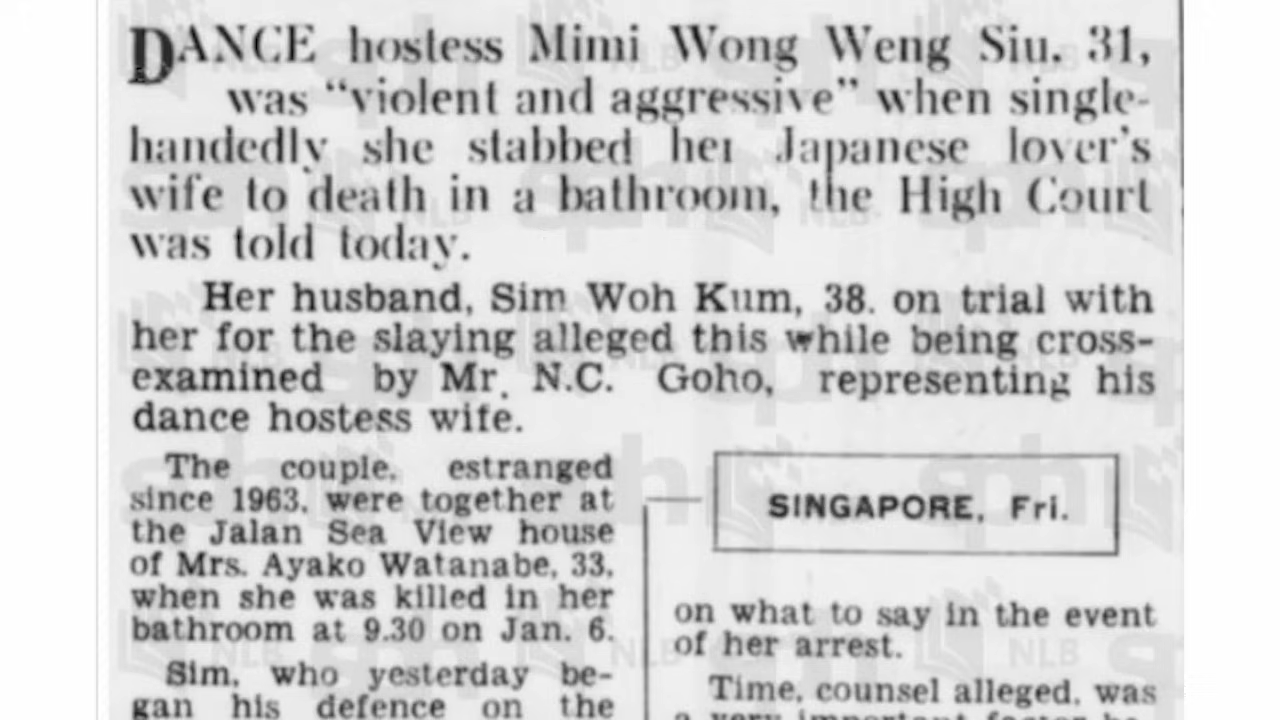 DANCE hostess Mimi Wong Weng Siu, 31,
was "violent and aggressive" when single-
handedly she stabbed her Japanese lover's
wife to death in a bathroom, the High Court
was told today.
Her husband, Sim Woh Kum, 38. on trial with
her for the slaying alleged this while being cross-
examined by Mr. N.C. Goho, representing his
dance hostess wife.
The couple, estranged
since 1963, were together at
the Jalan Sea View house
of Mrs. Ayako Watanabe, 33,
when she was killed in her
bathroom at 9.30 on Jan. 6.
Sim, who yesterday be-
gan his defence on the
SINGAPORE, Fri.
on what to say in the event
of her arrest.
Time, counsel alleged, was
a very important factor
NLB